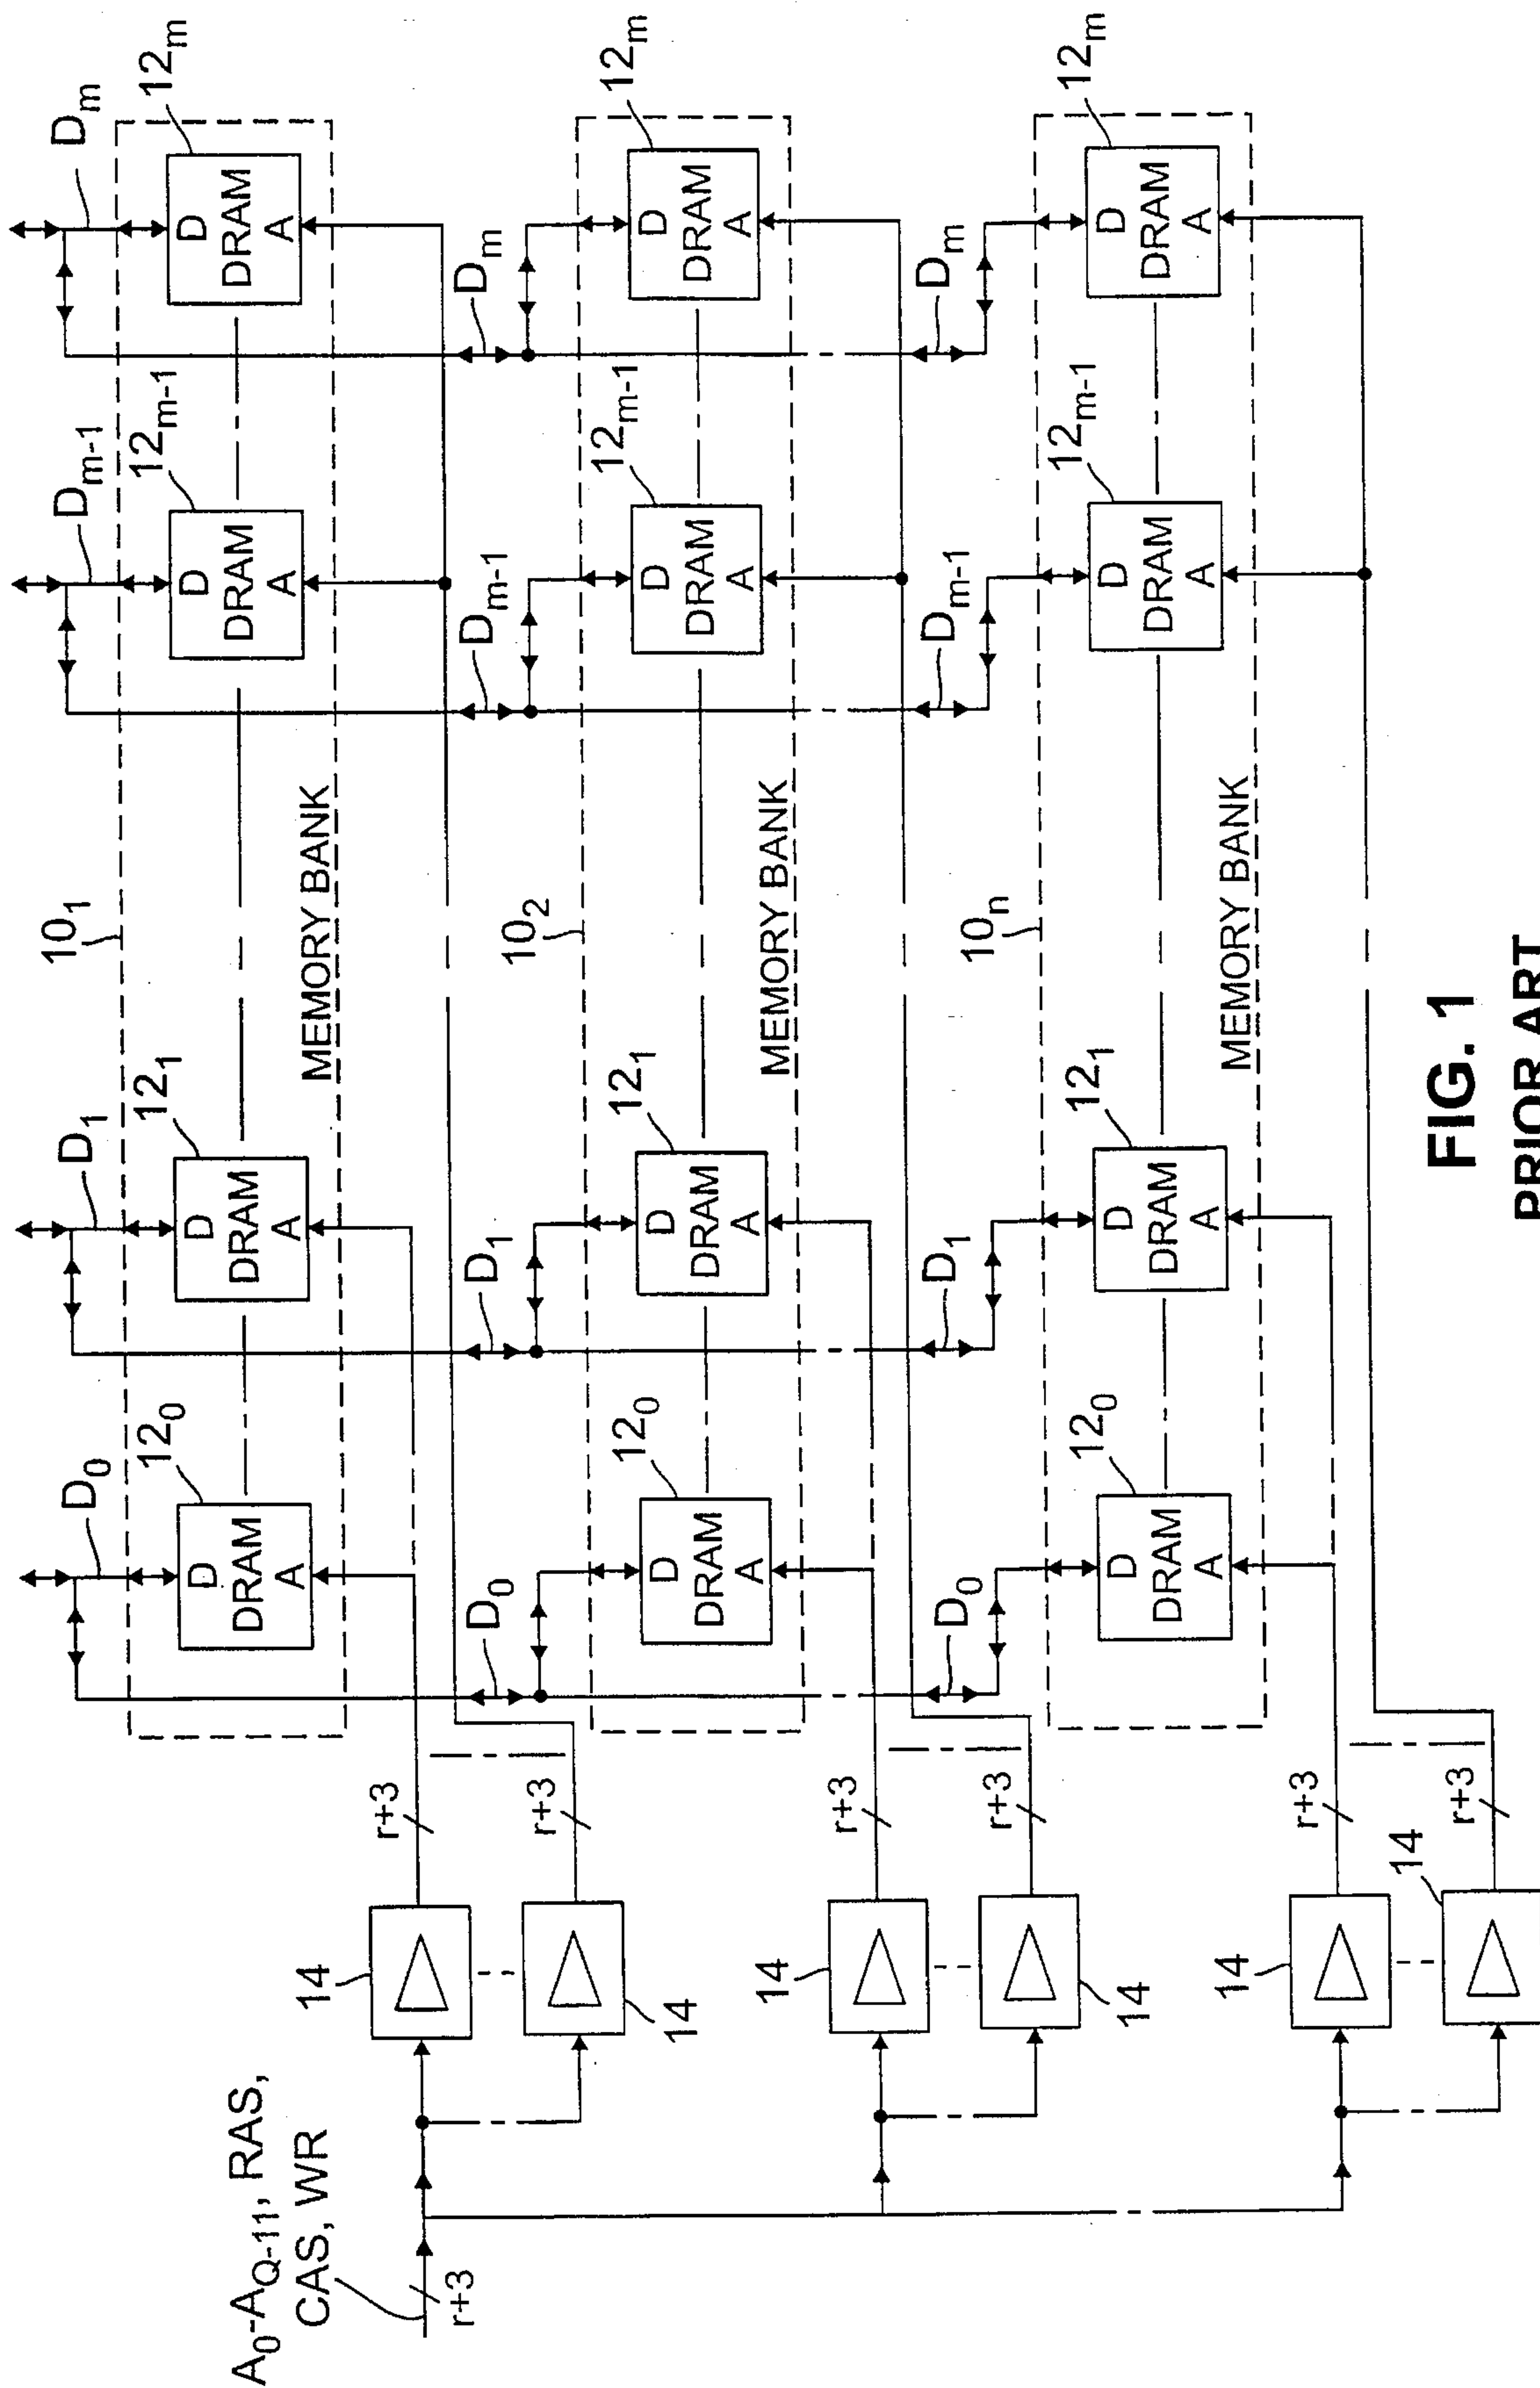 A₀-A_Q-11, RAS,
CAS, WR
r+3
14
14
r+3
r+3
10₁
MEMORY BANK
D₀
12₀
D
DRAM
A
D₁
12₁
D
DRAM
A
Dₘ₋₁
12ₘ₋₁
D
DRAM
A
Dₘ
12ₘ
D
DRAM
A
14
14
r+3
r+3
10₂
MEMORY BANK
D₀
12₀
D
DRAM
A
D₁
12₁
D
DRAM
A
Dₘ₋₁
12ₘ₋₁
D
DRAM
A
Dₘ
12ₘ
D
DRAM
A
14
14
r+3
r+3
10ₙ
MEMORY BANK
D₀
12₀
D
DRAM
A
D₁
12₁
D
DRAM
A
Dₘ₋₁
12ₘ₋₁
D
DRAM
A
Dₘ
12ₘ
D
DRAM
A
FIG. 1
PRIOR ART